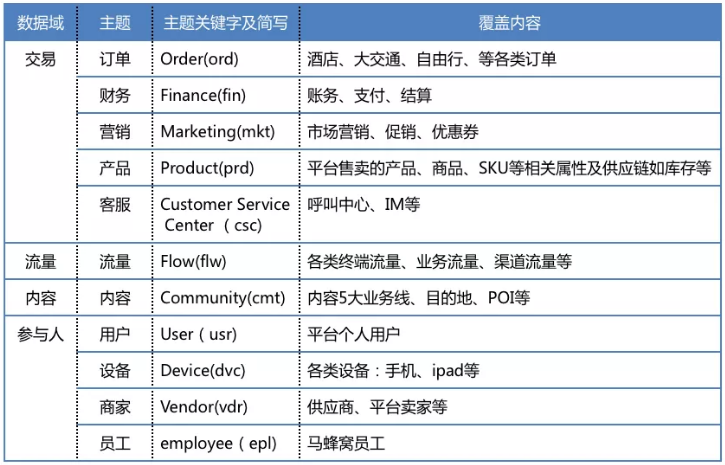 数据域 主题 主题关键字及简写 覆盖内容
交易 订单 Order(ord) 酒店、大交通、自由行、等各类订单
财务 Finance(fin) 账务、支付、结算
营销 Marketing(mkt) 市场营销、促销、优惠券
产品 Product(prd) 平台售卖的产品、商品、SKU等相关属性及供应链如库存等
客服 Customer Service 呼叫中心、IM等
Center （csc)
流量 流量 Flow(flw) 各类终端流量、业务流量、渠道流量等
内容 内容 Community(cmt) 内容5大业务线、目的地、POI等
参与人 用户 User（usr) 平台个人用户
设备 Device(dvc) 各类设备：手机、ipad等
商家 Vendor(vdr) 供应商、平台卖家等
员工 employee（epl) 马蜂窝员工